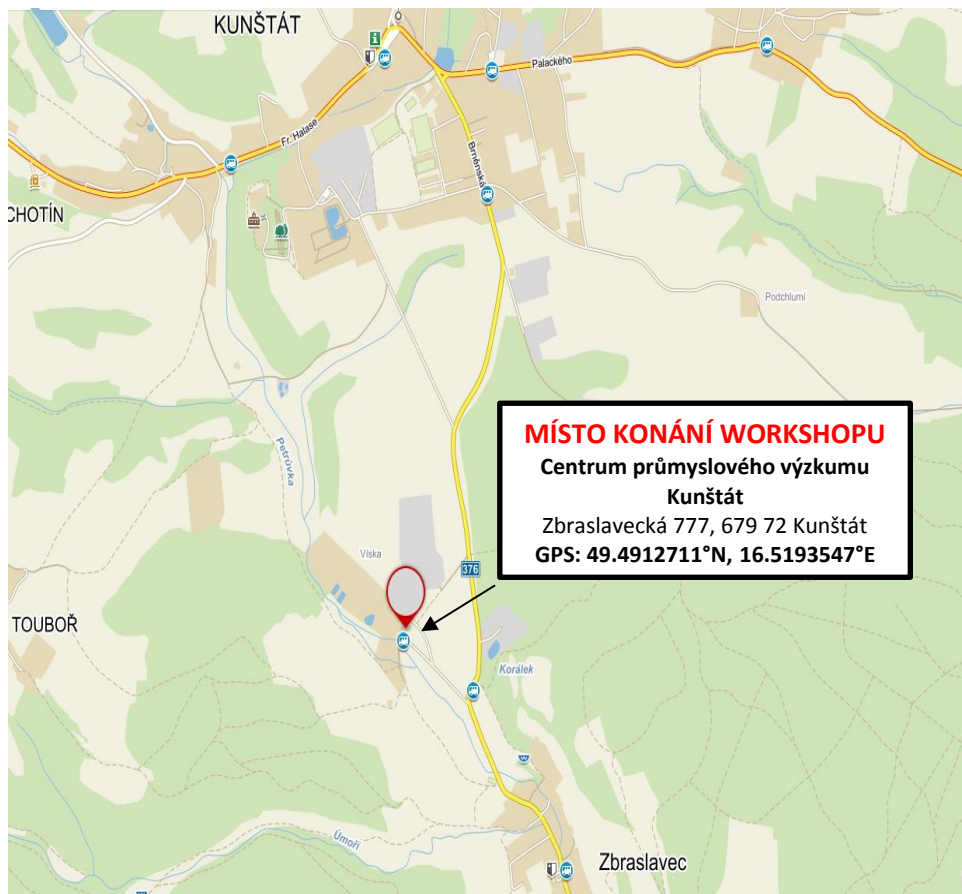 KUNŠTÁT
Palackého
Fr. Halase
Brněnská
CHOTÍN
Podchlumí
Petrůvka
MÍSTO KONÁNÍ WORKSHOPU
Centrum průmyslového výzkumu
Kunštát
Zbraslavecká 777, 679 72 Kunštát
GPS: 49.4912711°N, 16.5193547°E
Víska
376
TOUBOŘ
Korálek
Úmoří
Zbraslavec